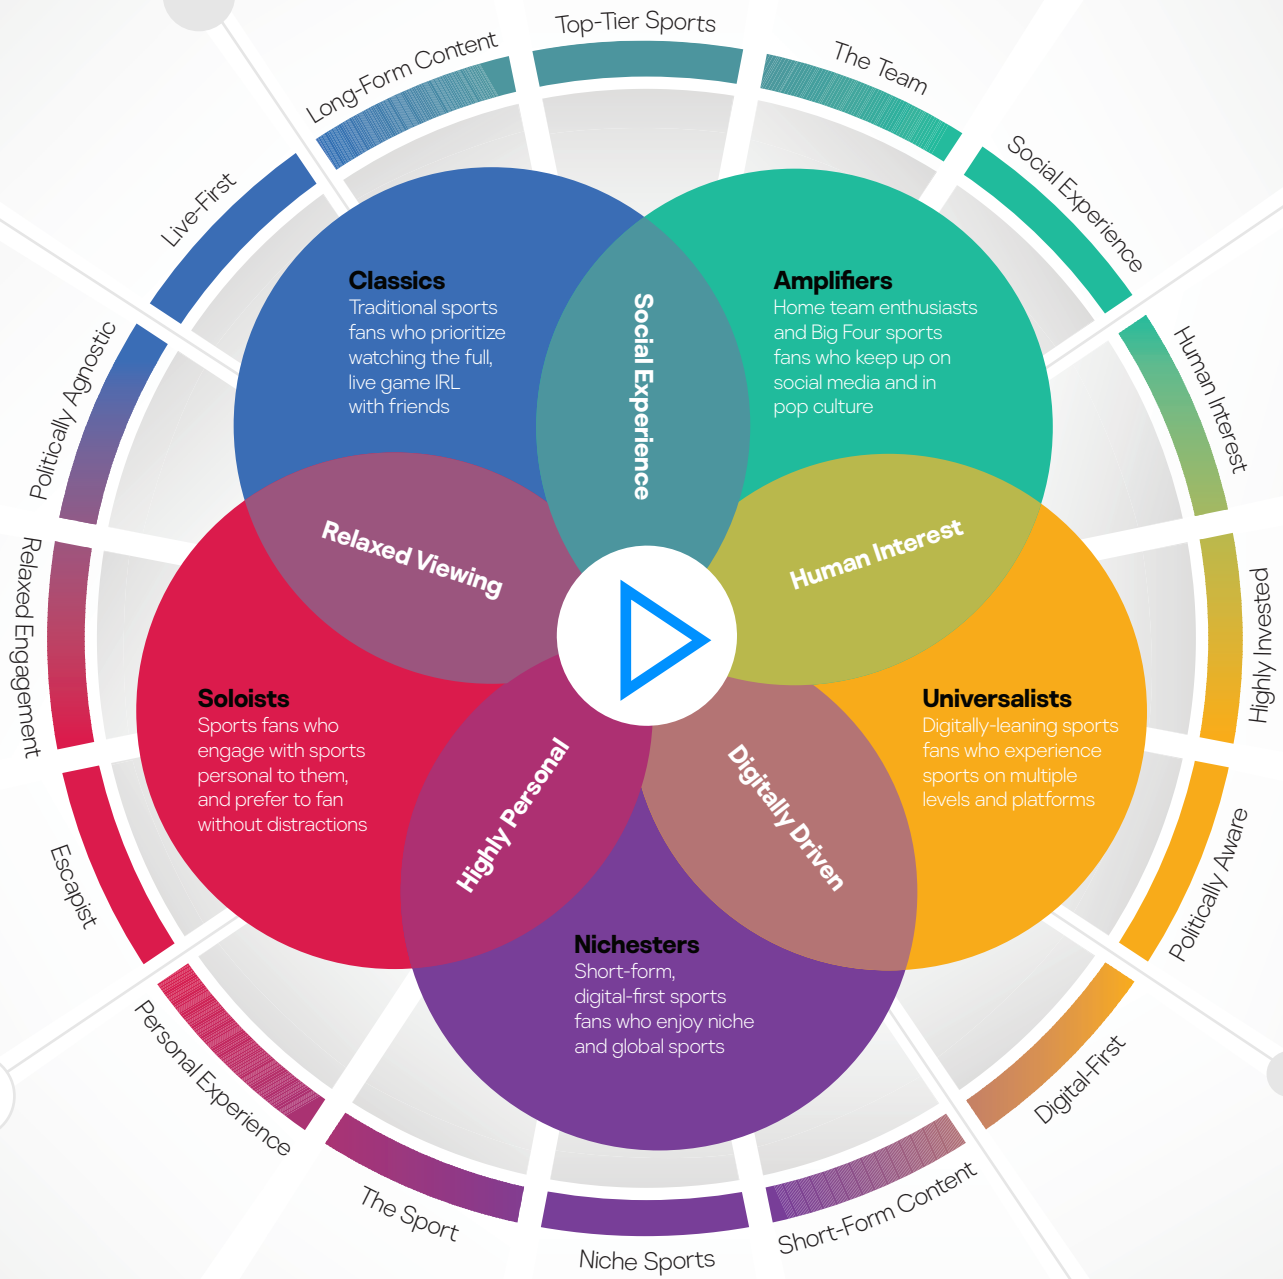 Top-Tier Sports
The Team
Social Experience
Human Interest
Highly Invested
Politically Aware
Digital-First
Short-Form Content
Niche Sports
The Sport
Personal Experience
Escapist
Relaxed Engagement
Politically Agnostic
Live-First
Long-Form Content
Classics
Traditional sports
fans who prioritize
watching the full,
live game IRL
with friends
Social Experience
Amplifiers
Home team enthusiasts
and Big Four sports
fans who keep up on
social media and in
pop culture
Relaxed Viewing
Human Interest
Soloists
Sports fans who
engage with sports
personal to them,
and prefer to fan
without distractions
Universalists
Digitally-leaning sports
fans who experience
sports on multiple
levels and platforms
Highly Personal
Digitally Driven
Nichesters
Short-form,
digital-first sports
fans who enjoy niche
and global sports